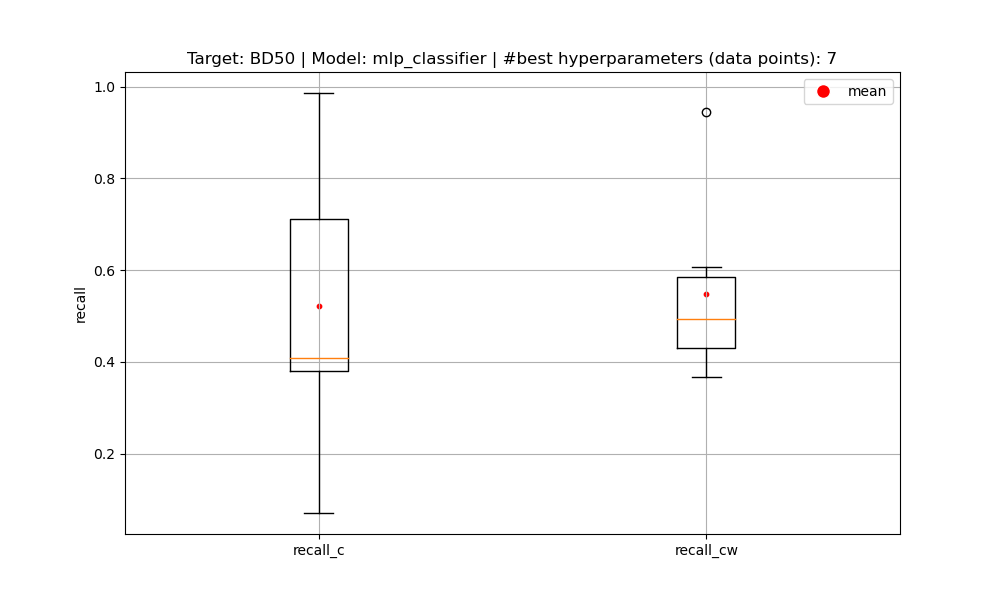 Target: BD50 | Model: mlp_classifier | #best hyperparameters (data points): 7
mean
1.0
0.8
0.6
0.4
0.2
recall
recall_c
recall_cw